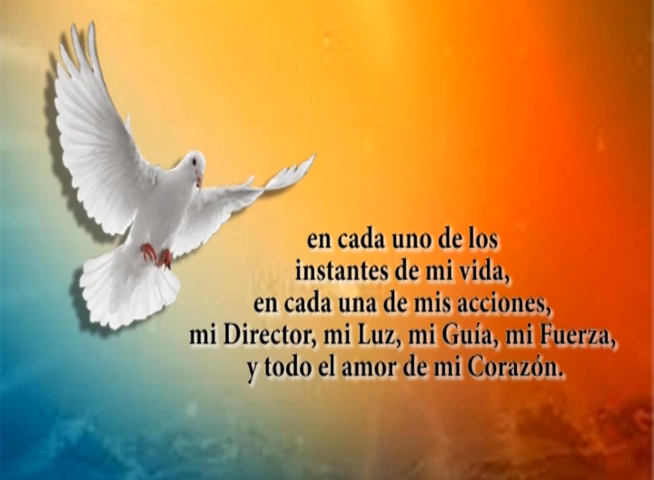 en cada uno de los
instantes de mi vida,
en cada una de mis acciones,
mi Director, mi Luz, mi Guía, mi Fuerza,
y todo el amor de mi Corazón.